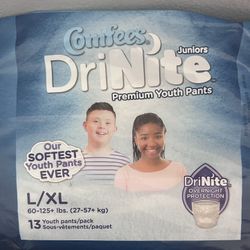 Comfees
Juniors
DriNite™
Premium Youth Pants
Our
SOFTEST
Youth Pants
EVER
L/XL
60-125+ lbs. (27-57+ kg)
13 Youth pants/pack
Sous-vêtements/paquet
DriNite
OVERNIGHT
PROTECTION